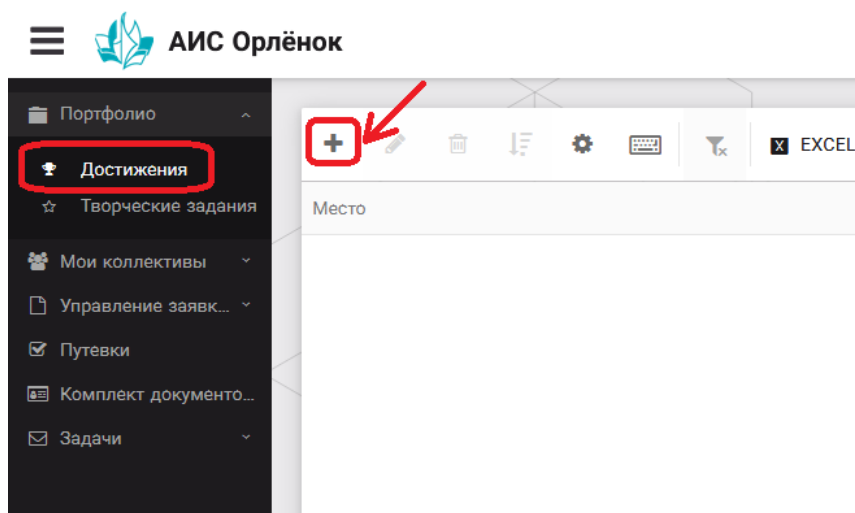 АИС Орлёнок
Портфолио
Достижения
Творческие задания
Мои коллективы
Управление заявк...
Путевки
Комплект документо...
Задачи
X EXCEL
Место